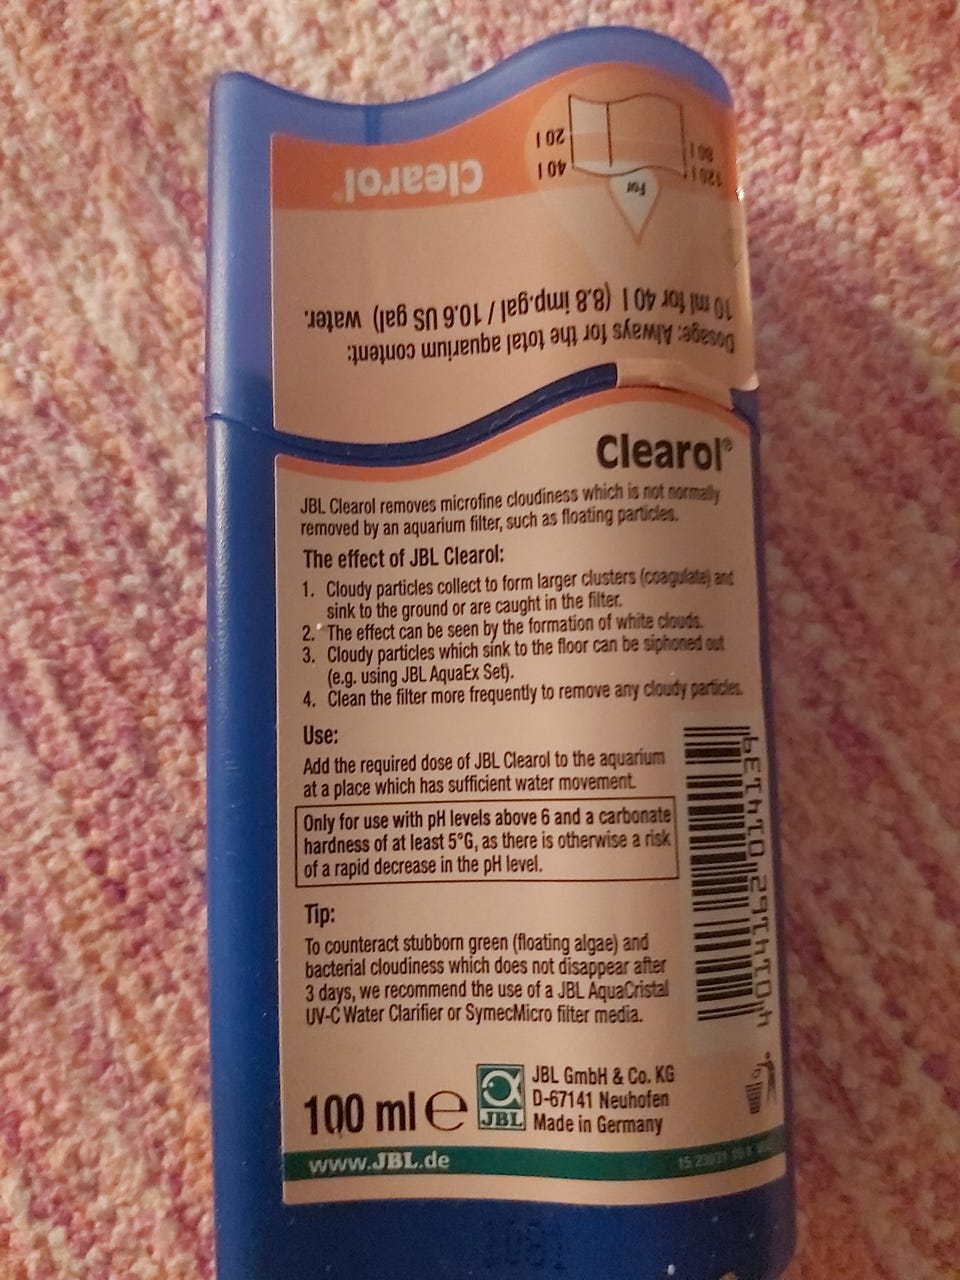 Clearol
20 l
40 l
80 l
120 l
For
Dosage: Always for the total aquarium content:
10 ml for 40 l (8.8 imp.gal / 10.6 US gal) water.
Clearol®
JBL Clearol removes microfine cloudiness which is not normally
removed by an aquarium filter, such as floating particles.
The effect of JBL Clearol:
1. Cloudy particles collect to form larger clusters (coagulate) and
sink to the ground or are caught in the filter.
2. The effect can be seen by the formation of white clouds.
3. Cloudy particles which sink to the floor can be siphoned out
(e.g. using JBL AquaEx Set).
4. Clean the filter more frequently to remove any cloudy particles.
Use:
Add the required dose of JBL Clearol to the aquarium
at a place which has sufficient water movement.
Only for use with pH levels above 6 and a carbonate
hardness of at least 5°G, as there is otherwise a risk
of a rapid decrease in the pH level.
Tip:
To counteract stubborn green (floating algae) and
bacterial cloudiness which does not disappear after
3 days, we recommend the use of a JBL AquaCristal
UV-C Water Clarifier or SymecMicro filter media.
100 ml e
JBL
JBL GmbH & Co. KG
D-67141 Neuhofen
Made in Germany
www.JBL.de